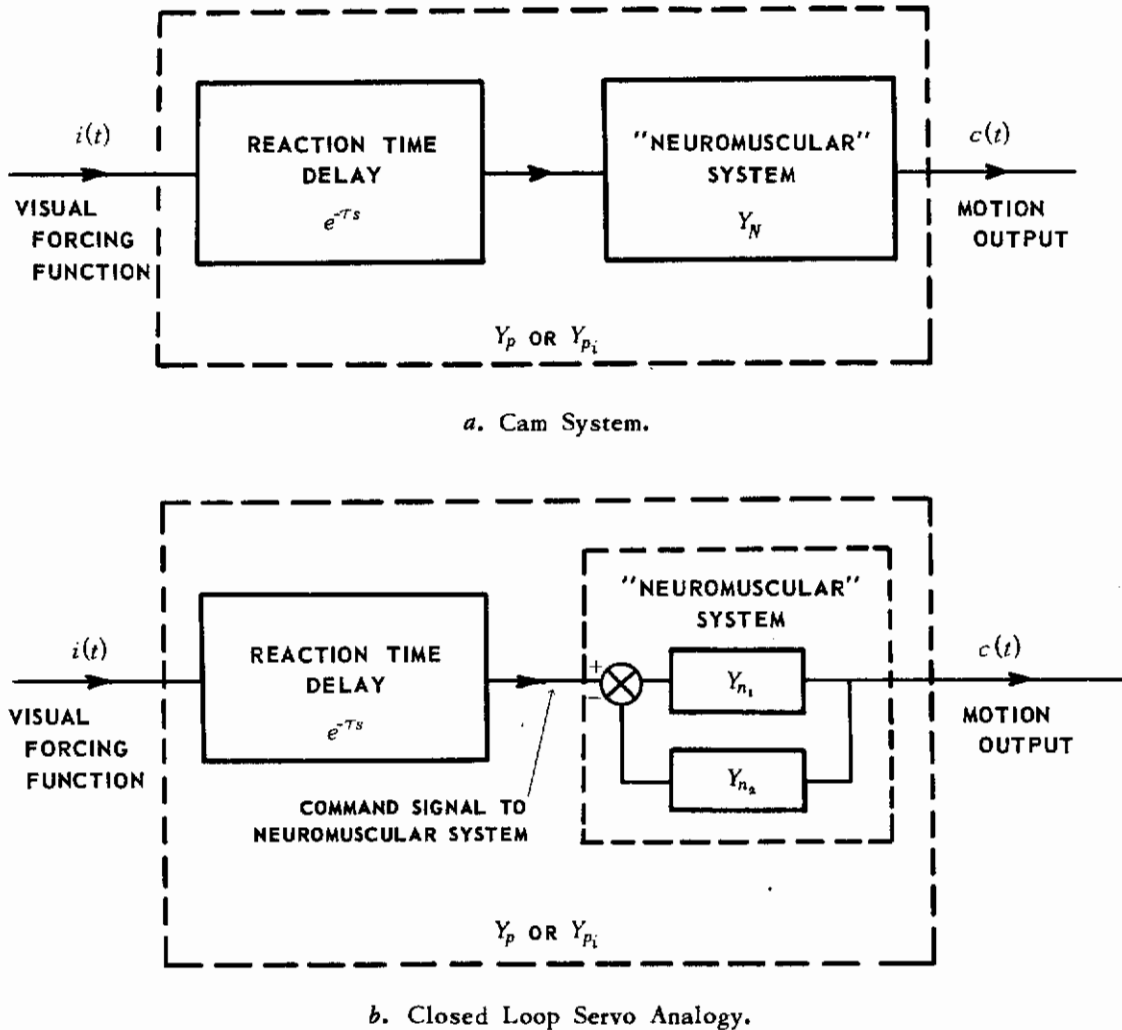 i(t)
VISUAL
FORCING
FUNCTION
REACTION TIME
DELAY
e^{-τs}
"NEUROMUSCULAR"
SYSTEM
Y_N
c(t)
MOTION
OUTPUT
Y_p OR Y_{p_i}
a. Cam System.
i(t)
VISUAL
FORCING
FUNCTION
REACTION TIME
DELAY
e^{-τs}
COMMAND SIGNAL TO
NEUROMUSCULAR SYSTEM
"NEUROMUSCULAR"
SYSTEM
+
−
Y_{n_1}
Y_{n_2}
c(t)
MOTION
OUTPUT
Y_p OR Y_{p_i}
b. Closed Loop Servo Analogy.